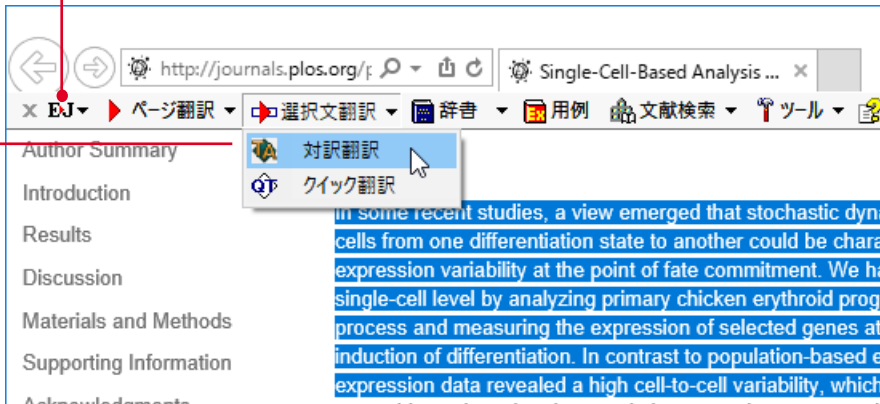 http://journals.plos.org/p
Single-Cell-Based Analysis ... ×
× EJ▼ ページ翻訳 ▼ 選択文翻訳 ▼ 辞書 ▼ 用例 文献検索 ▼ ツール ▼
対訳翻訳
クイック翻訳
Author Summary
Introduction
Results
Discussion
Materials and Methods
Supporting Information
Acknowledgments
In some recent studies, a view emerged that stochastic dyna
cells from one differentiation state to another could be chara
expression variability at the point of fate commitment. We ha
single-cell level by analyzing primary chicken erythroid prog
process and measuring the expression of selected genes at
induction of differentiation. In contrast to population-based e
expression data revealed a high cell-to-cell variability, which